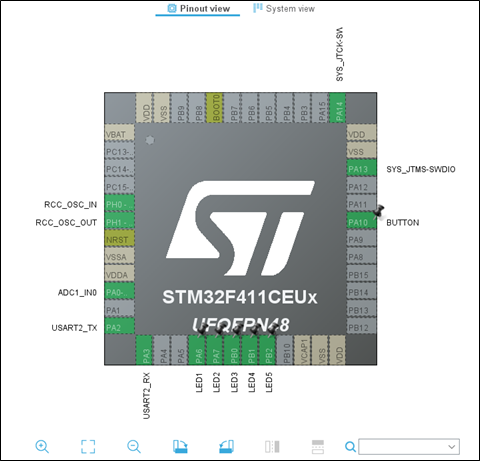 Pinout view
System view
SYS_JTCK-SW
VDD
VSS
PB9
PB8
BOOT0
PB7
PB6
PB5
PB4
PB3
PA15
PA14
VBAT
PC13-
PC14-
PC15-
RCC_OSC_IN
PH0 -
RCC_OSC_OUT
PH1 -
NRST
VSSA
VDDA
ADC1_IN0
PA0-
PA1
USART2_TX
PA2
VDD
VSS
PA13
SYS_JTMS-SWDIO
PA12
PA11
PA10
BUTTON
PA9
PA8
PB15
PB14
PB13
PB12
ST
STM32F411CEUx
UFQFPN48
PA3
PA4
PA5
PA6
PA7
PB0
PB1
PB2
PB10
VCAP1
VSS
VDD
USART2_RX
LED1
LED2
LED3
LED4
LED5